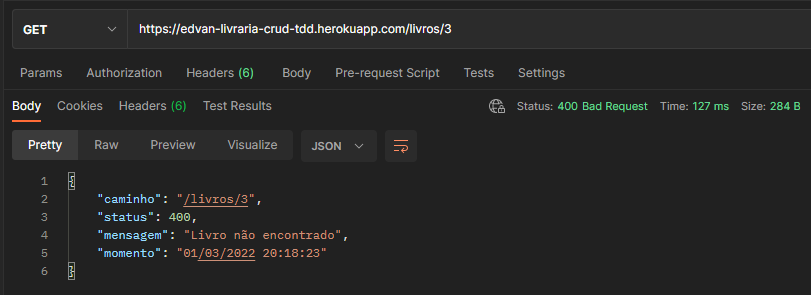 GET https://edvan-livraria-crud-tdd.herokuapp.com/livros/3
Params Authorization Headers (6) Body Pre-request Script Tests Settings
Body Cookies Headers (6) Test Results Status: 400 Bad Request Time: 127 ms Size: 284 B
Pretty Raw Preview Visualize JSON
1 {
2 "caminho": "/livros/3",
3 "status": 400,
4 "mensagem": "Livro não encontrado",
5 "momento": "01/03/2022 20:18:23"
6 }